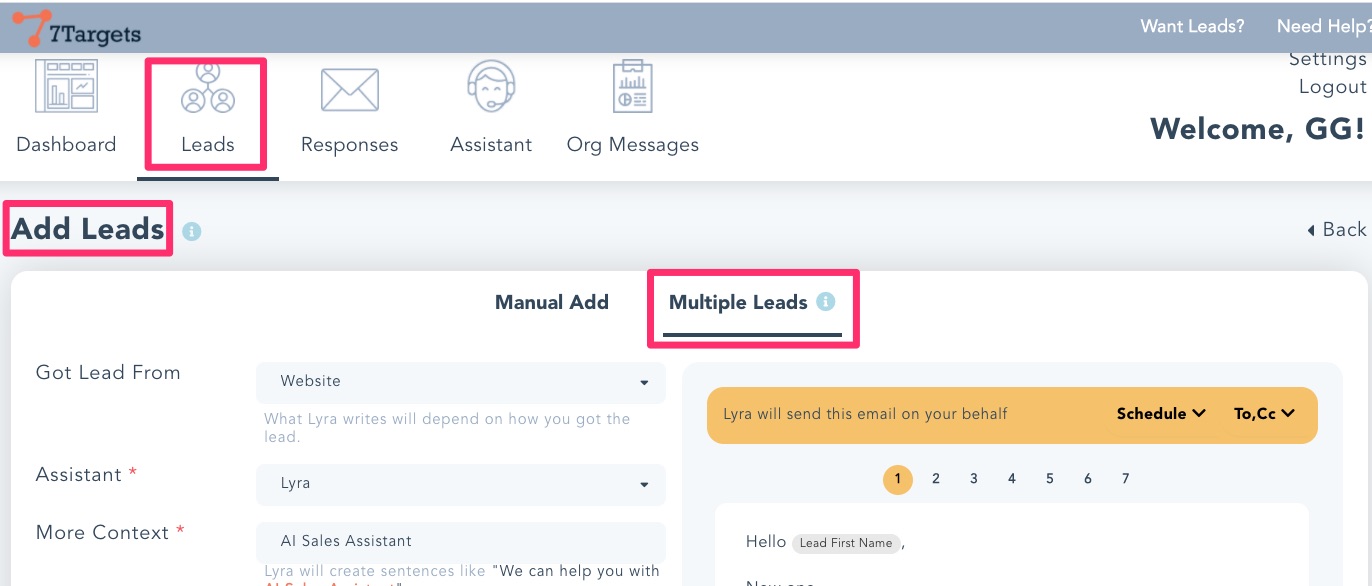 7Targets
Want Leads?
Need Help?
Settings
Logout
Dashboard
Leads
Responses
Assistant
Org Messages
Welcome, GG!
Add Leads
Back
Manual Add
Multiple Leads
Got Lead From
Website
What Lyra writes will depend on how you got the
lead.
Assistant *
Lyra
More Context *
AI Sales Assistant
Lyra will create sentences like "We can help you with
AI Sales Assistant"
Lyra will send this email on your behalf
Schedule
To,Cc
1 2 3 4 5 6 7
Hello Lead First Name ,